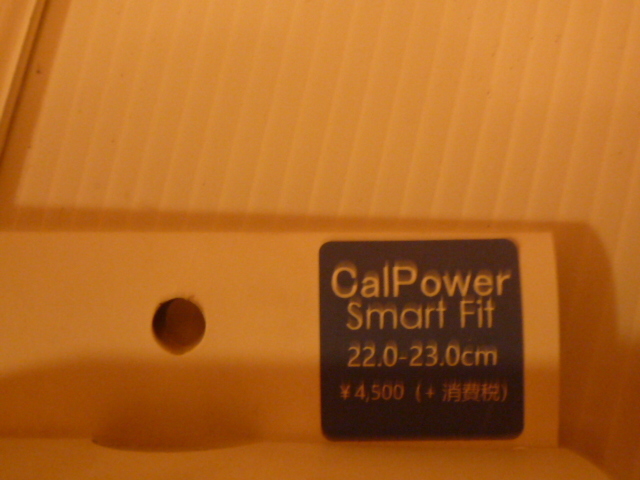 CalPower
Smart Fit
22.0-23.0cm
￥4,500 (+ 消費税)